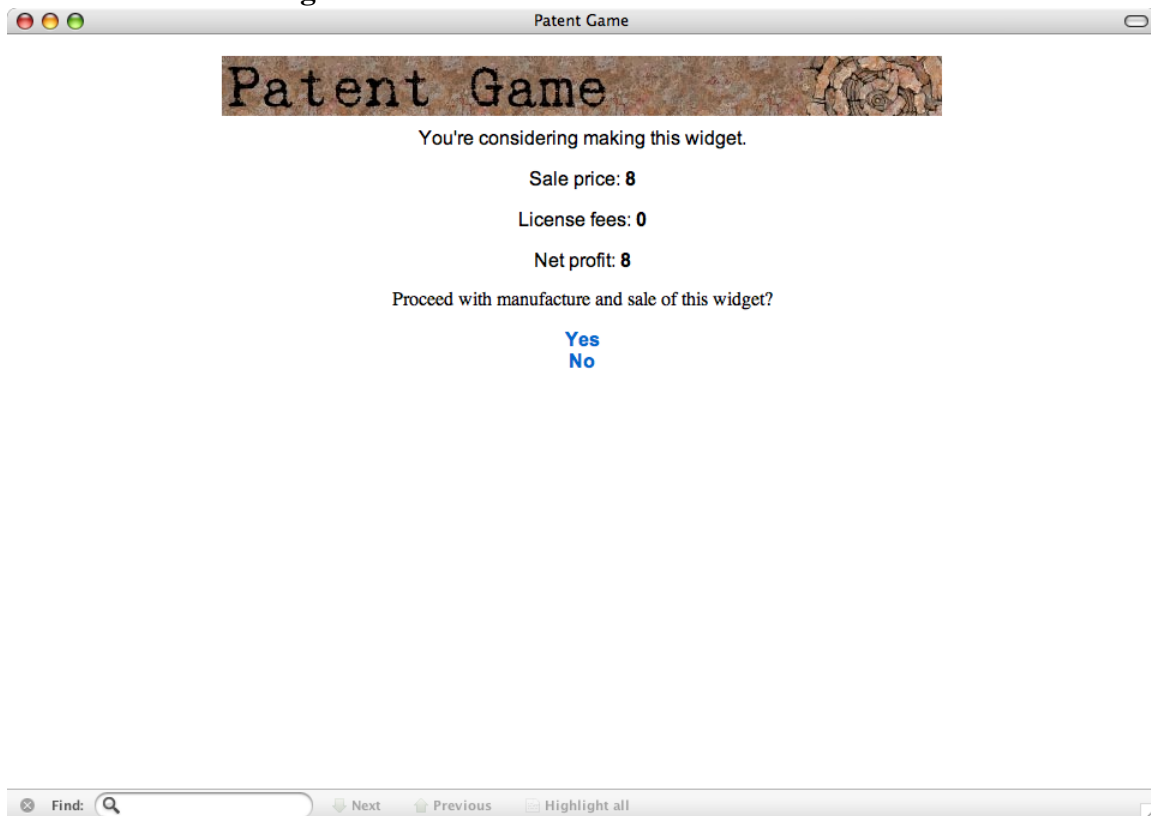 Patent Game
Patent Game
You're considering making this widget.
Sale price: 8
License fees: 0
Net profit: 8
Proceed with manufacture and sale of this widget?
Yes
No
Find: Next Previous Highlight all